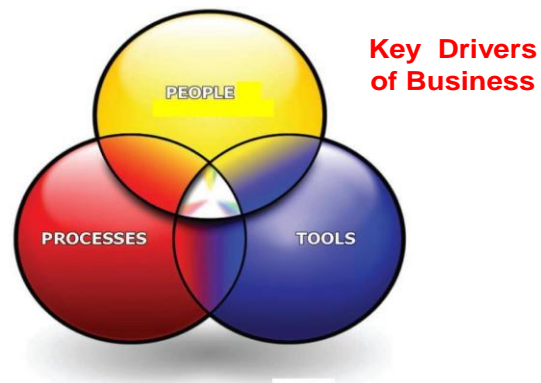 Key Drivers
of Business
PEOPLE
PROCESSES
TOOLS